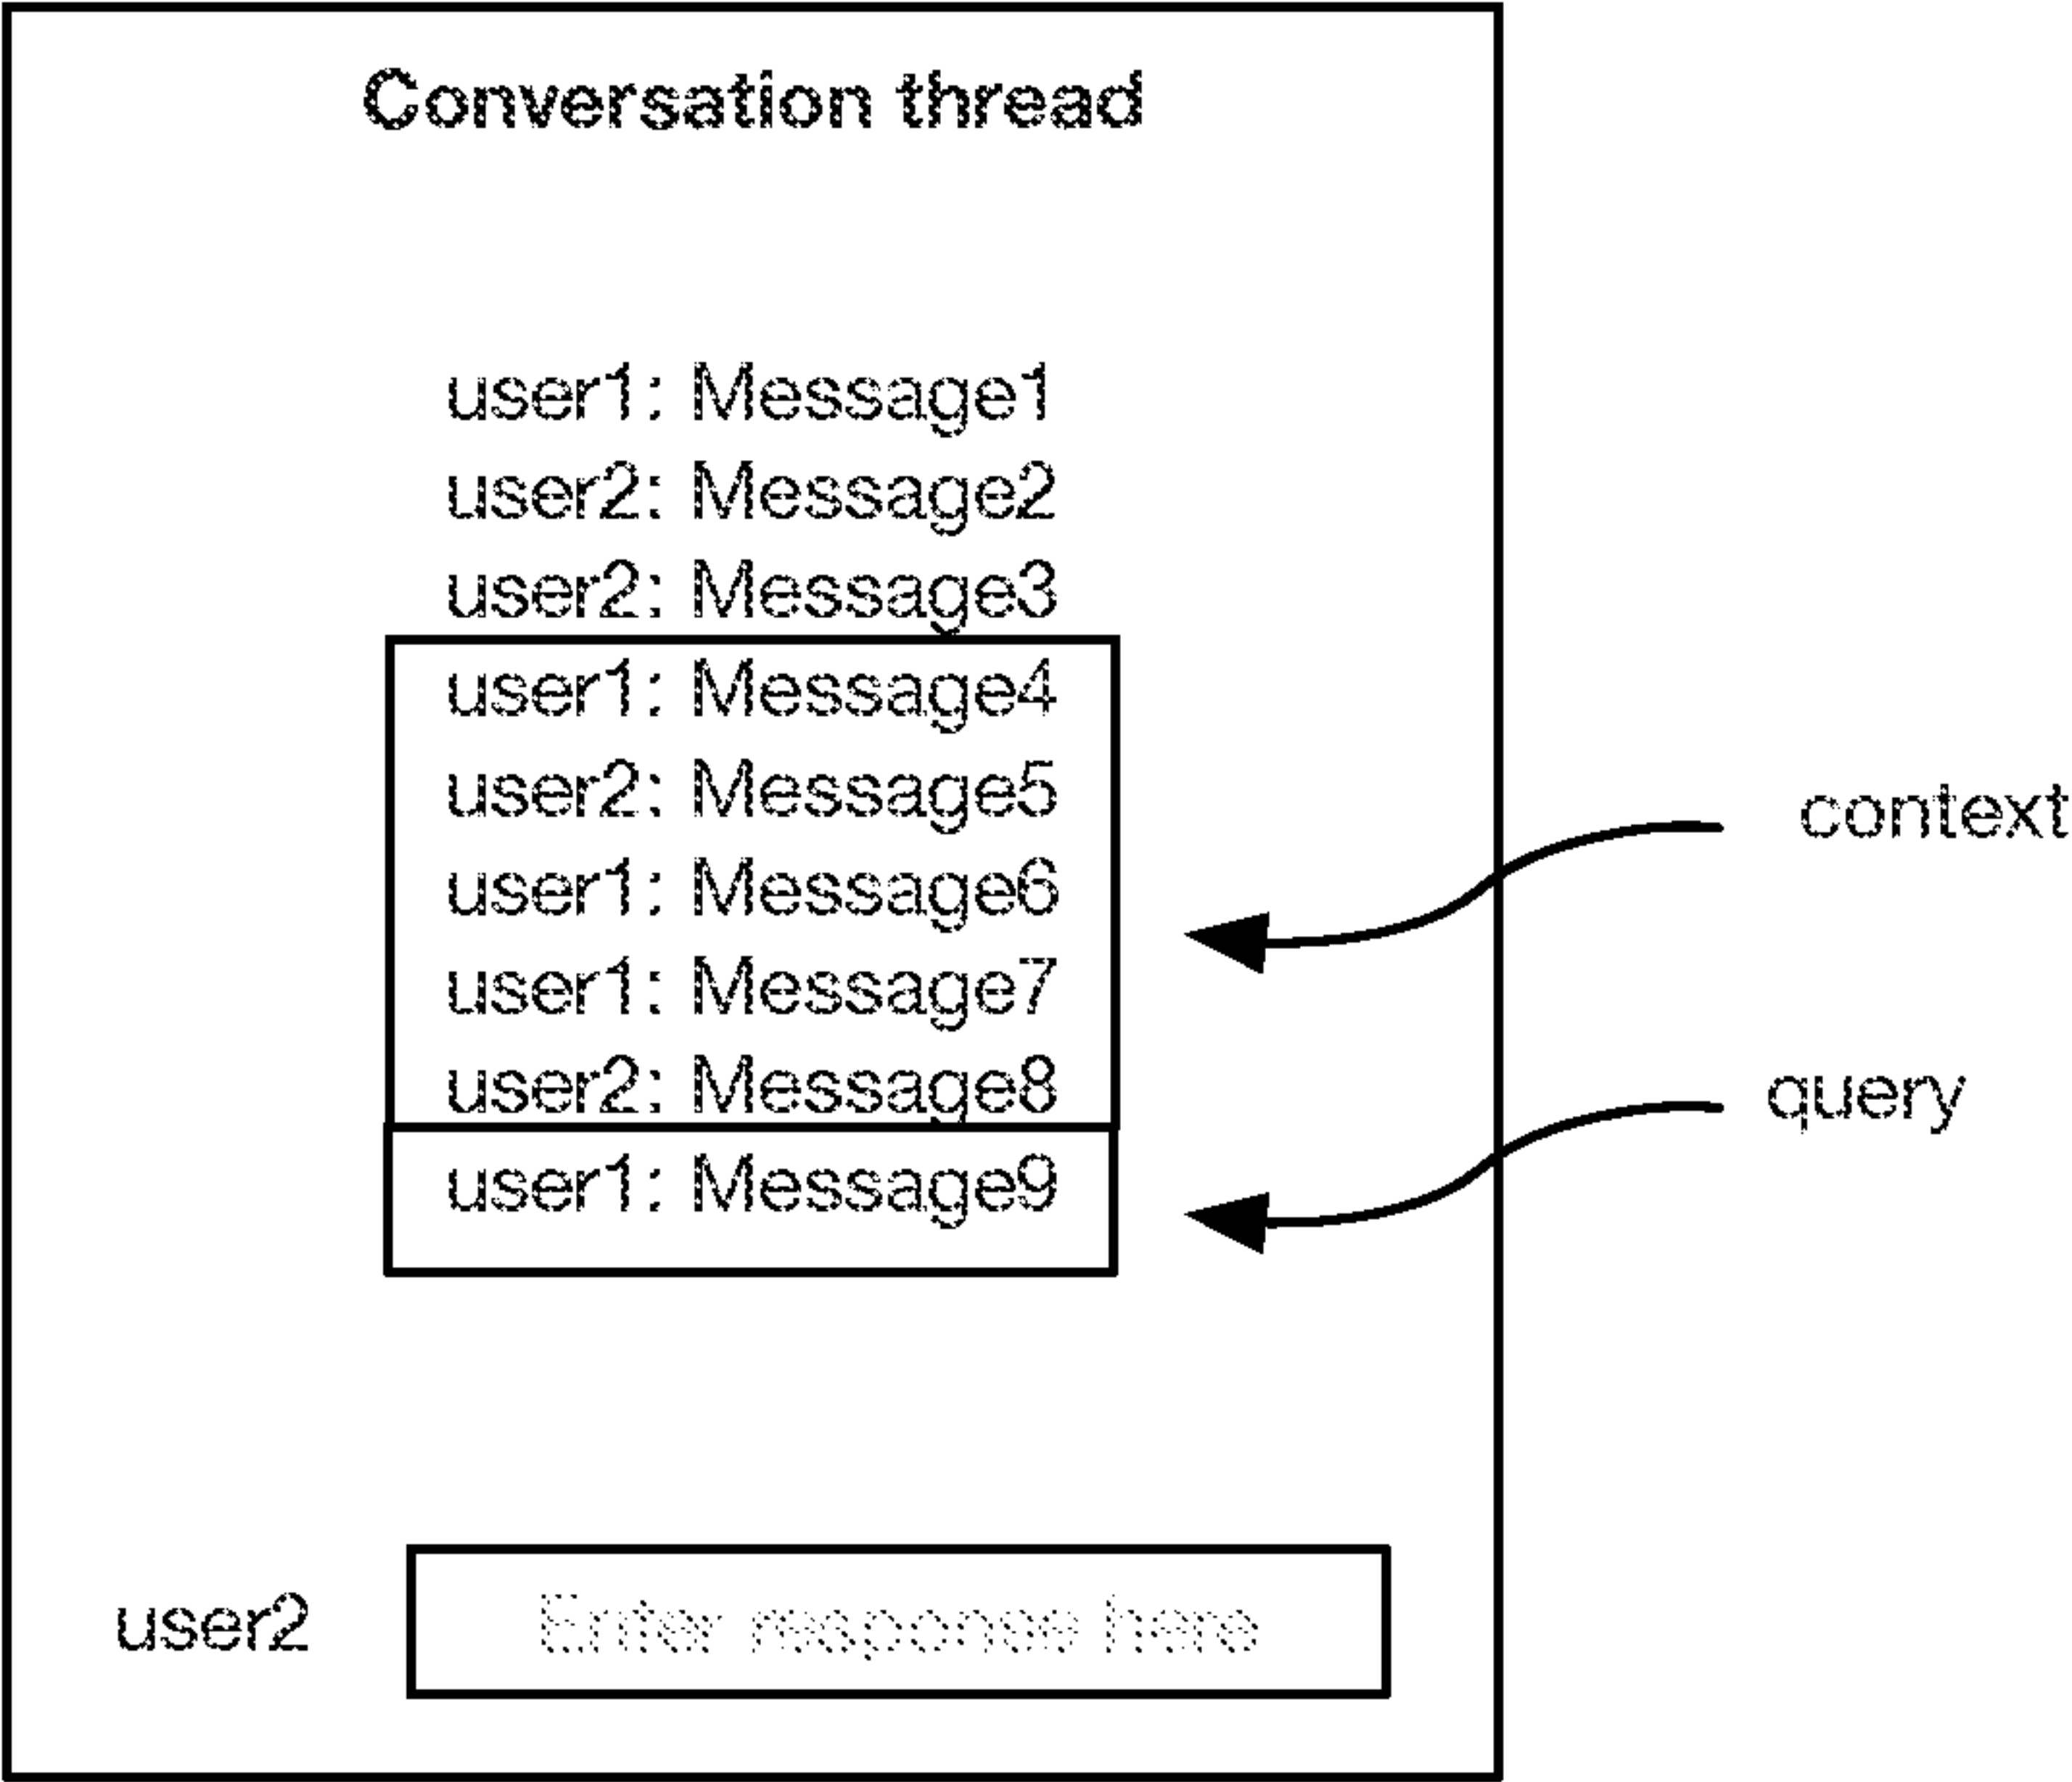 Conversation thread
user1: Message1
user2: Message2
user2: Message3
user1: Message4
user2: Message5
user1: Message6
user1: Message7
user2: Message8
user1: Message9
context
query
user2
Enter response here